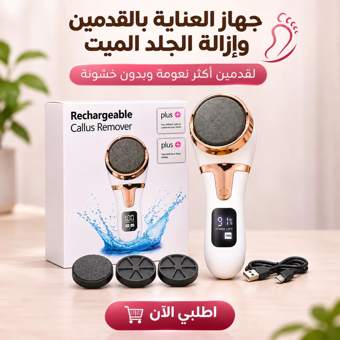 جهاز العناية بالقدمين
وإزالة الجلد الميت
لقدمين أكثر نعومة وبدون خشونة
Rechargeable
Callus Remover
plus +
plus +
اطلبي الآن